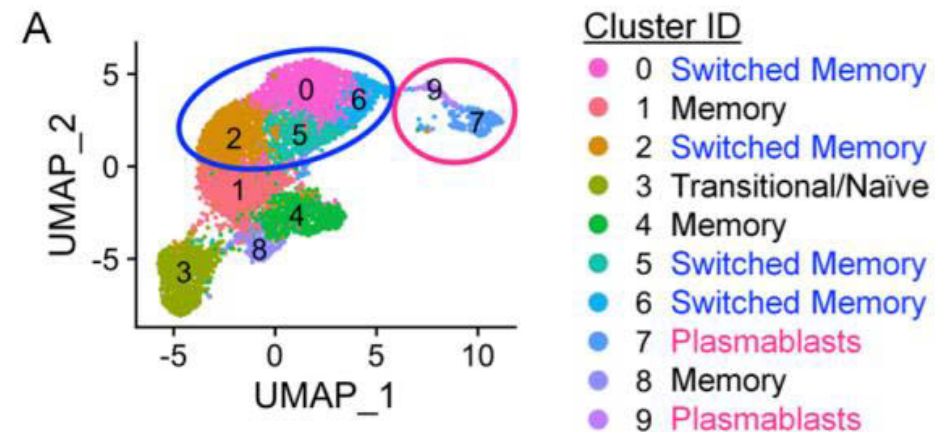 A
Cluster ID
0 Switched Memory
1 Memory
2 Switched Memory
3 Transitional/Naïve
4 Memory
5 Switched Memory
6 Switched Memory
7 Plasmablasts
8 Memory
9 Plasmablasts
UMAP_2
5
0
-5
0
6
9
7
2
5
1
4
8
3
-5
0
5
10
UMAP_1